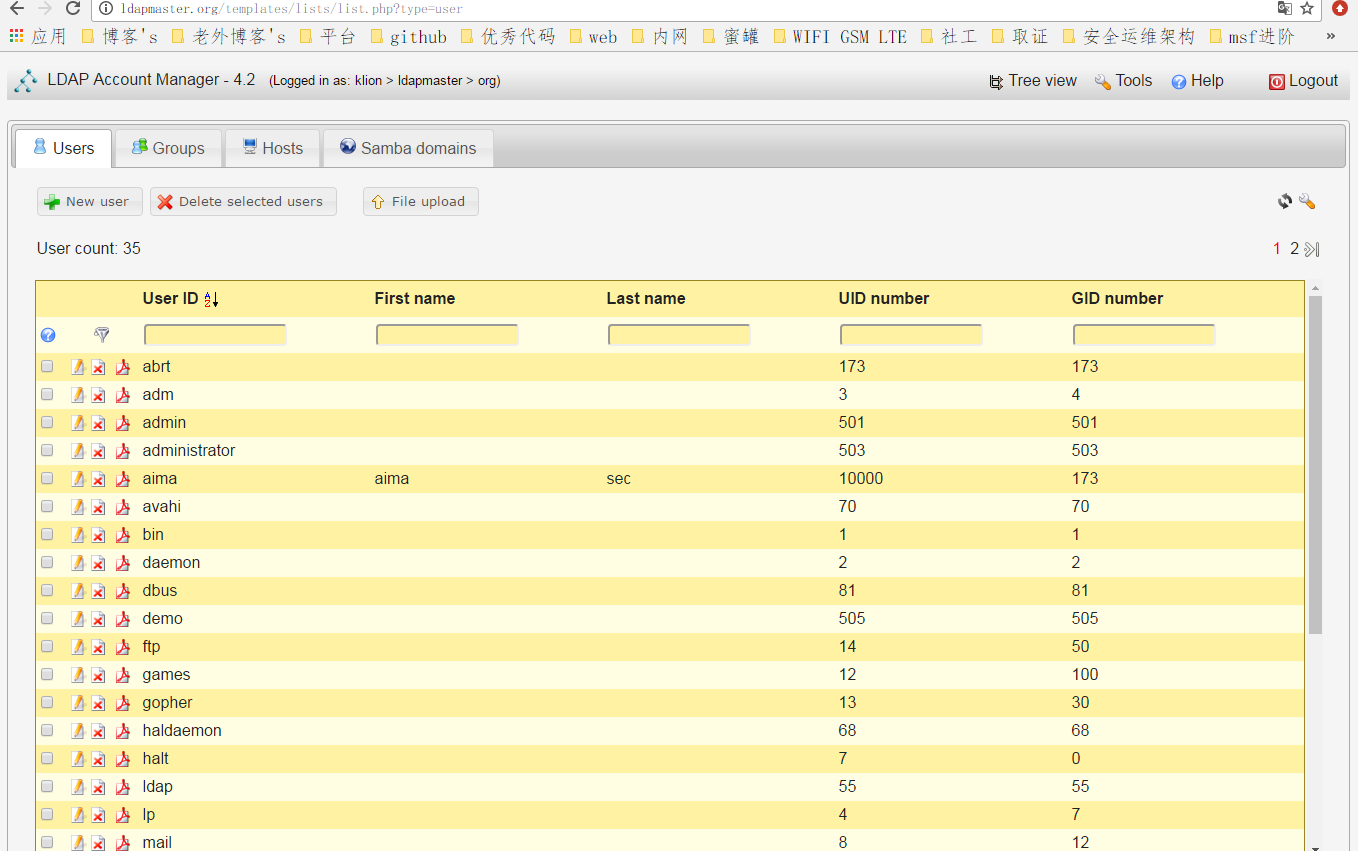 ldapmaster.org/templates/lists/list.php?type=user
应用 博客's 老外博客's 平台 github 优秀代码 web 内网 蜜罐 WIFI GSM LTE 社工 取证 安全运维架构 msf进阶 »
LDAP Account Manager - 4.2 (Logged in as: klion > ldapmaster > org) Tree view Tools Help Logout
Users Groups Hosts Samba domains
New user Delete selected users File upload
User count: 35 1 2
User ID First name Last name UID number GID number
abrt 173 173
adm 3 4
admin 501 501
administrator 503 503
aima aima sec 10000 173
avahi 70 70
bin 1 1
daemon 2 2
dbus 81 81
demo 505 505
ftp 14 50
games 12 100
gopher 13 30
haldaemon 68 68
halt 7 0
ldap 55 55
lp 4 7
mail 8 12